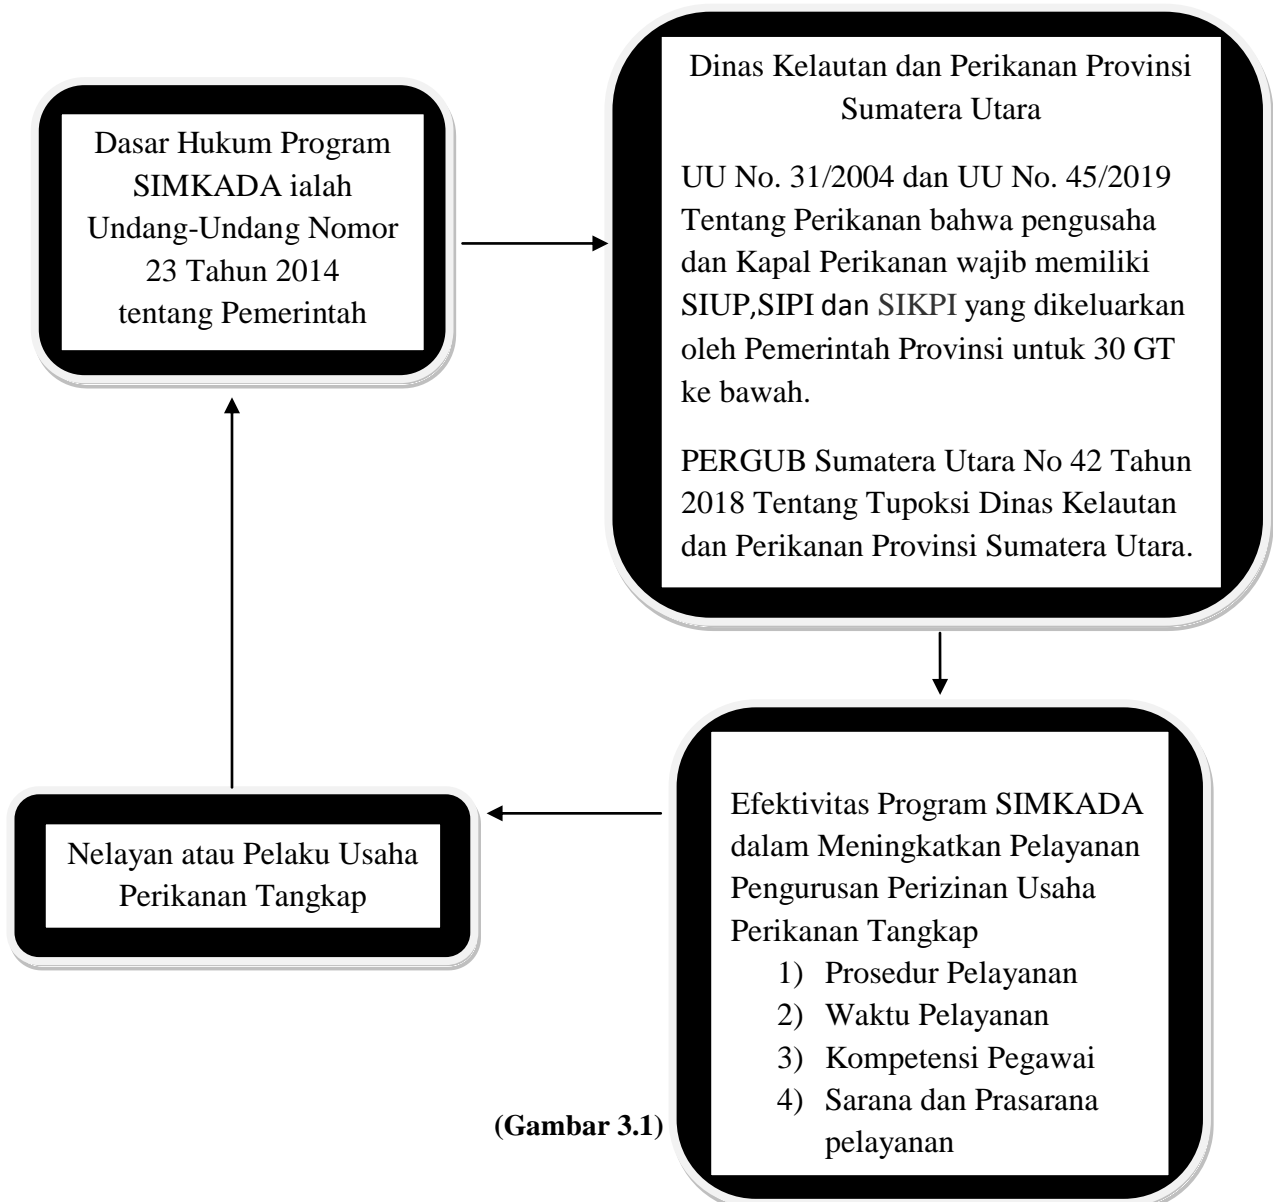 Dasar Hukum Program
SIMKADA ialah
Undang-Undang Nomor
23 Tahun 2014
tentang Pemerintah
Dinas Kelautan dan Perikanan Provinsi
Sumatera Utara
UU No. 31/2004 dan UU No. 45/2019
Tentang Perikanan bahwa pengusaha
dan Kapal Perikanan wajib memiliki
SIUP,SIPI dan SIKPI yang dikeluarkan
oleh Pemerintah Provinsi untuk 30 GT
ke bawah.
PERGUB Sumatera Utara No 42 Tahun
2018 Tentang Tupoksi Dinas Kelautan
dan Perikanan Provinsi Sumatera Utara.
Efektivitas Program SIMKADA
dalam Meningkatkan Pelayanan
Pengurusan Perizinan Usaha
Perikanan Tangkap
1) Prosedur Pelayanan
2) Waktu Pelayanan
3) Kompetensi Pegawai
4) Sarana dan Prasarana
pelayanan
Nelayan atau Pelaku Usaha
Perikanan Tangkap
(Gambar 3.1)